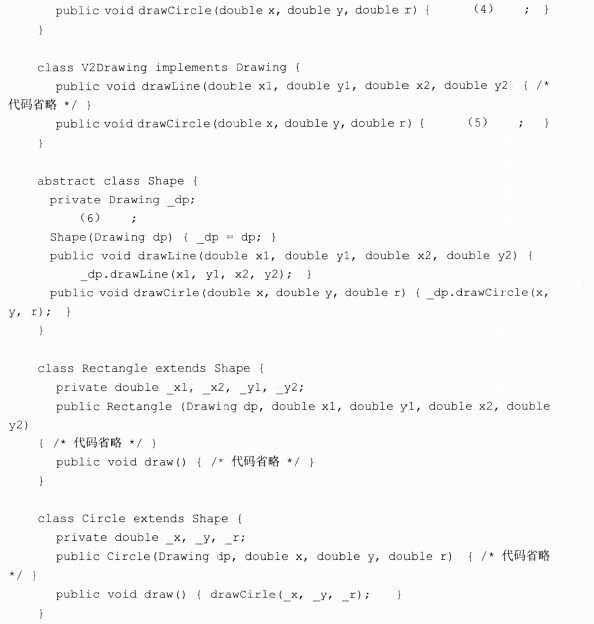 public void drawCircle(double x, double y, double r) { （4） ; }
}
class V2Drawing implements Drawing {
public void drawLine(double x1, double y1, double x2, double y2) { /*
代码省略 */ }
public void drawCircle(double x, double y, double r) { （5） ; }
}
abstract class Shape {
private Drawing _dp;
（6） ;
Shape(Drawing dp) { _dp = dp; }
public void drawLine(double x1, double y1, double x2, double y2) {
_dp.drawLine(x1, y1, x2, y2); }
public void drawCirle(double x, double y, double r) { _dp.drawCircle(x,
y, r); }
}
class Rectangle extends Shape {
private double _x1, _x2, _y1, _y2;
public Rectangle (Drawing dp, double x1, double y1, double x2, double
y2)
{ /* 代码省略 */ }
public void draw() { /* 代码省略 */ }
}
class Circle extends Shape {
private double _x, _y, _r;
public Circle(Drawing dp, double x, double y, double r) { /* 代码省略
*/ }
public void draw() { drawCirle(_x, _y, _r); }
}